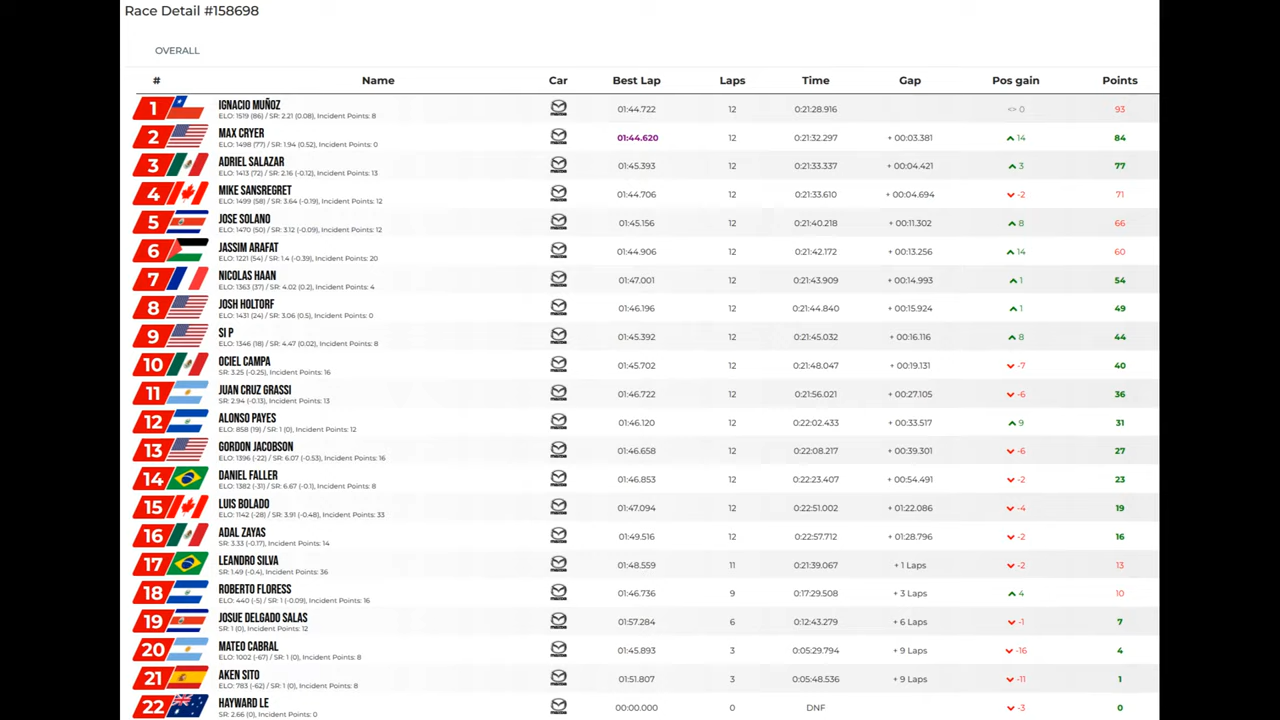 Race Detail #158698
OVERALL
# Name Car Best Lap Laps Time Gap Pos gain Points
1 IGNACIO MUÑOZ 01:44.722 12 0:21:28.916 <> 0 93
ELO: 1519 (86) / SR: 2.21 (0.08), Incident Points: 8
2 MAX CRYER 01:44.620 12 0:21:32.297 + 00:03.381 14 84
ELO: 1498 (77) / SR: 1.94 (0.52), Incident Points: 0
3 ADRIEL SALAZAR 01:45.393 12 0:21:33.337 + 00:04.421 3 77
ELO: 1413 (72) / SR: 2.16 (-0.12), Incident Points: 13
4 MIKE SANSREGRET 01:44.706 12 0:21:33.610 + 00:04.694 -2 71
ELO: 1499 (58) / SR: 3.64 (-0.19), Incident Points: 12
5 JOSE SOLANO 01:45.156 12 0:21:40.218 + 00:11.302 8 66
ELO: 1470 (50) / SR: 3.12 (-0.09), Incident Points: 12
6 JASSIM ARAFAT 01:44.906 12 0:21:42.172 + 00:13.256 14 60
ELO: 1221 (54) / SR: 1.4 (-0.39), Incident Points: 20
7 NICOLAS HAAN 01:47.001 12 0:21:43.909 + 00:14.993 1 54
ELO: 1363 (37) / SR: 4.02 (0.2), Incident Points: 4
8 JOSH HOLTORF 01:46.196 12 0:21:44.840 + 00:15.924 1 49
ELO: 1431 (24) / SR: 3.06 (0.5), Incident Points: 0
9 SI P 01:45.392 12 0:21:45.032 + 00:16.116 8 44
ELO: 1346 (18) / SR: 4.47 (0.02), Incident Points: 8
10 OCIEL CAMPA 01:45.702 12 0:21:48.047 + 00:19.131 -7 40
SR: 3.25 (-0.25), Incident Points: 16
11 JUAN CRUZ GRASSI 01:46.722 12 0:21:56.021 + 00:27.105 -6 36
SR: 2.94 (-0.13), Incident Points: 13
12 ALONSO PAYES 01:46.120 12 0:22:02.433 + 00:33.517 9 31
ELO: 858 (19) / SR: 1 (0), Incident Points: 12
13 GORDON JACOBSON 01:46.658 12 0:22:08.217 + 00:39.301 -6 27
ELO: 1396 (-22) / SR: 6.07 (-0.53), Incident Points: 16
14 DANIEL FALLER 01:46.853 12 0:22:23.407 + 00:54.491 -2 23
ELO: 1382 (-31) / SR: 6.67 (-0.1), Incident Points: 8
15 LUIS BOLADO 01:47.094 12 0:22:51.002 + 01:22.086 -4 19
ELO: 1142 (-28) / SR: 3.91 (-0.48), Incident Points: 33
16 ADAL ZAYAS 01:49.516 12 0:22:57.712 + 01:28.796 -2 16
SR: 3.33 (-0.17), Incident Points: 14
17 LEANDRO SILVA 01:48.559 11 0:21:39.067 + 1 Laps -2 13
SR: 1.49 (-0.4), Incident Points: 36
18 ROBERTO FLORESS 01:46.736 9 0:17:29.508 + 3 Laps 4 10
ELO: 440 (-5) / SR: 1 (-0.09), Incident Points: 16
19 JOSUE DELGADO SALAS 01:57.284 6 0:12:43.279 + 6 Laps -1 7
SR: 1 (0), Incident Points: 12
20 MATEO CABRAL 01:45.893 3 0:05:29.794 + 9 Laps -16 4
ELO: 1002 (-67) / SR: 1 (0), Incident Points: 8
21 AKEN SITO 01:51.807 3 0:05:48.536 + 9 Laps -11 1
ELO: 783 (-62) / SR: 1 (0), Incident Points: 8
22 HAYWARD LE 00:00.000 0 DNF -3 0
SR: 2.66 (0), Incident Points: 0